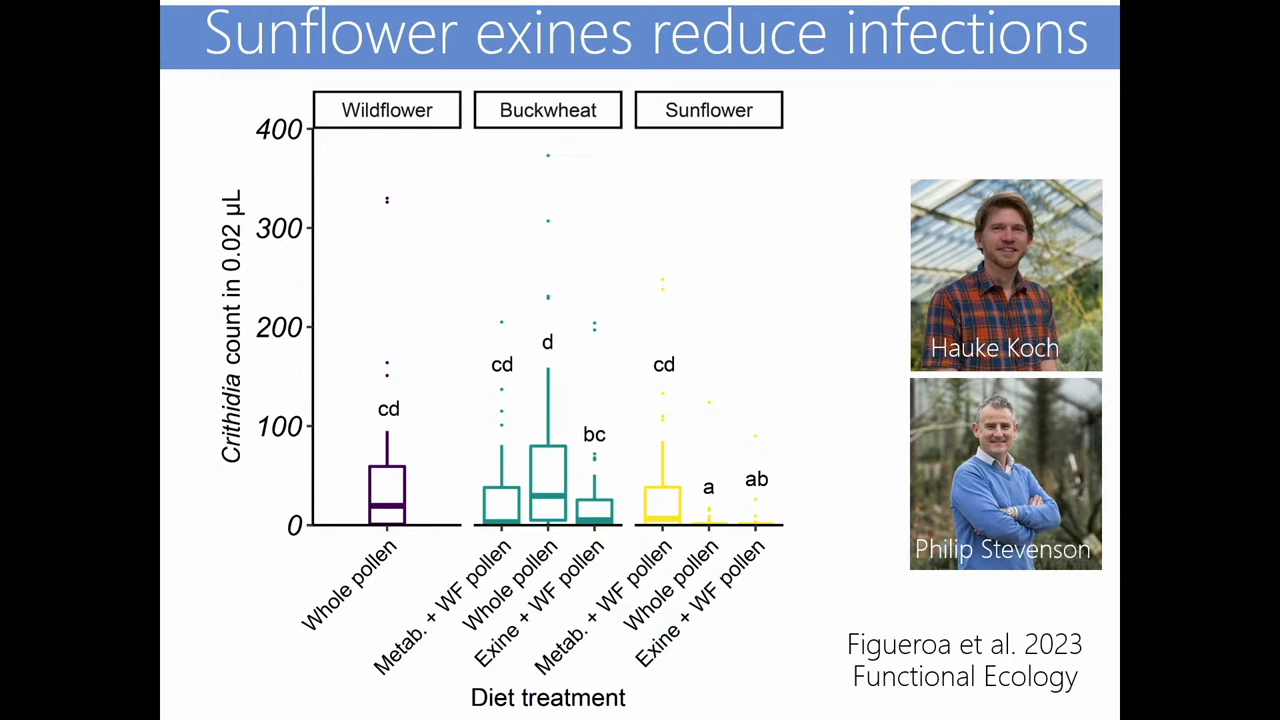 Sunflower exines reduce infections
Wildflower
Buckwheat
Sunflower
400
300
200
100
0
Crithidia count in 0.02 µL
cd
cd
d
bc
cd
a
ab
Whole pollen
Metab. + WF pollen
Whole pollen
Exine + WF pollen
Metab. + WF pollen
Whole pollen
Exine + WF pollen
Diet treatment
Hauke Koch
Philip Stevenson
Figueroa et al. 2023
Functional Ecology